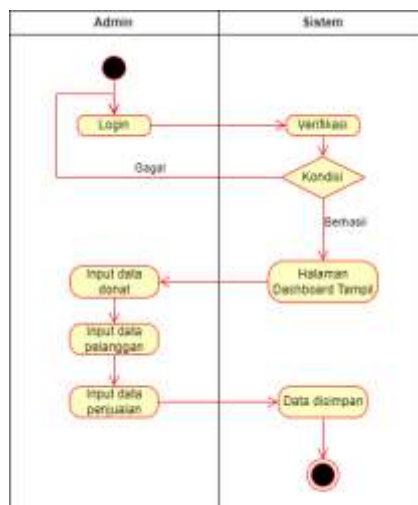 Admin
Sistem
Login
Verifikasi
Gagal
Kondisi
Berhasil
Input data
donat
Halaman
Dashboard Tampil
Input data
pelanggan
Input data
penjualan
Data disimpan